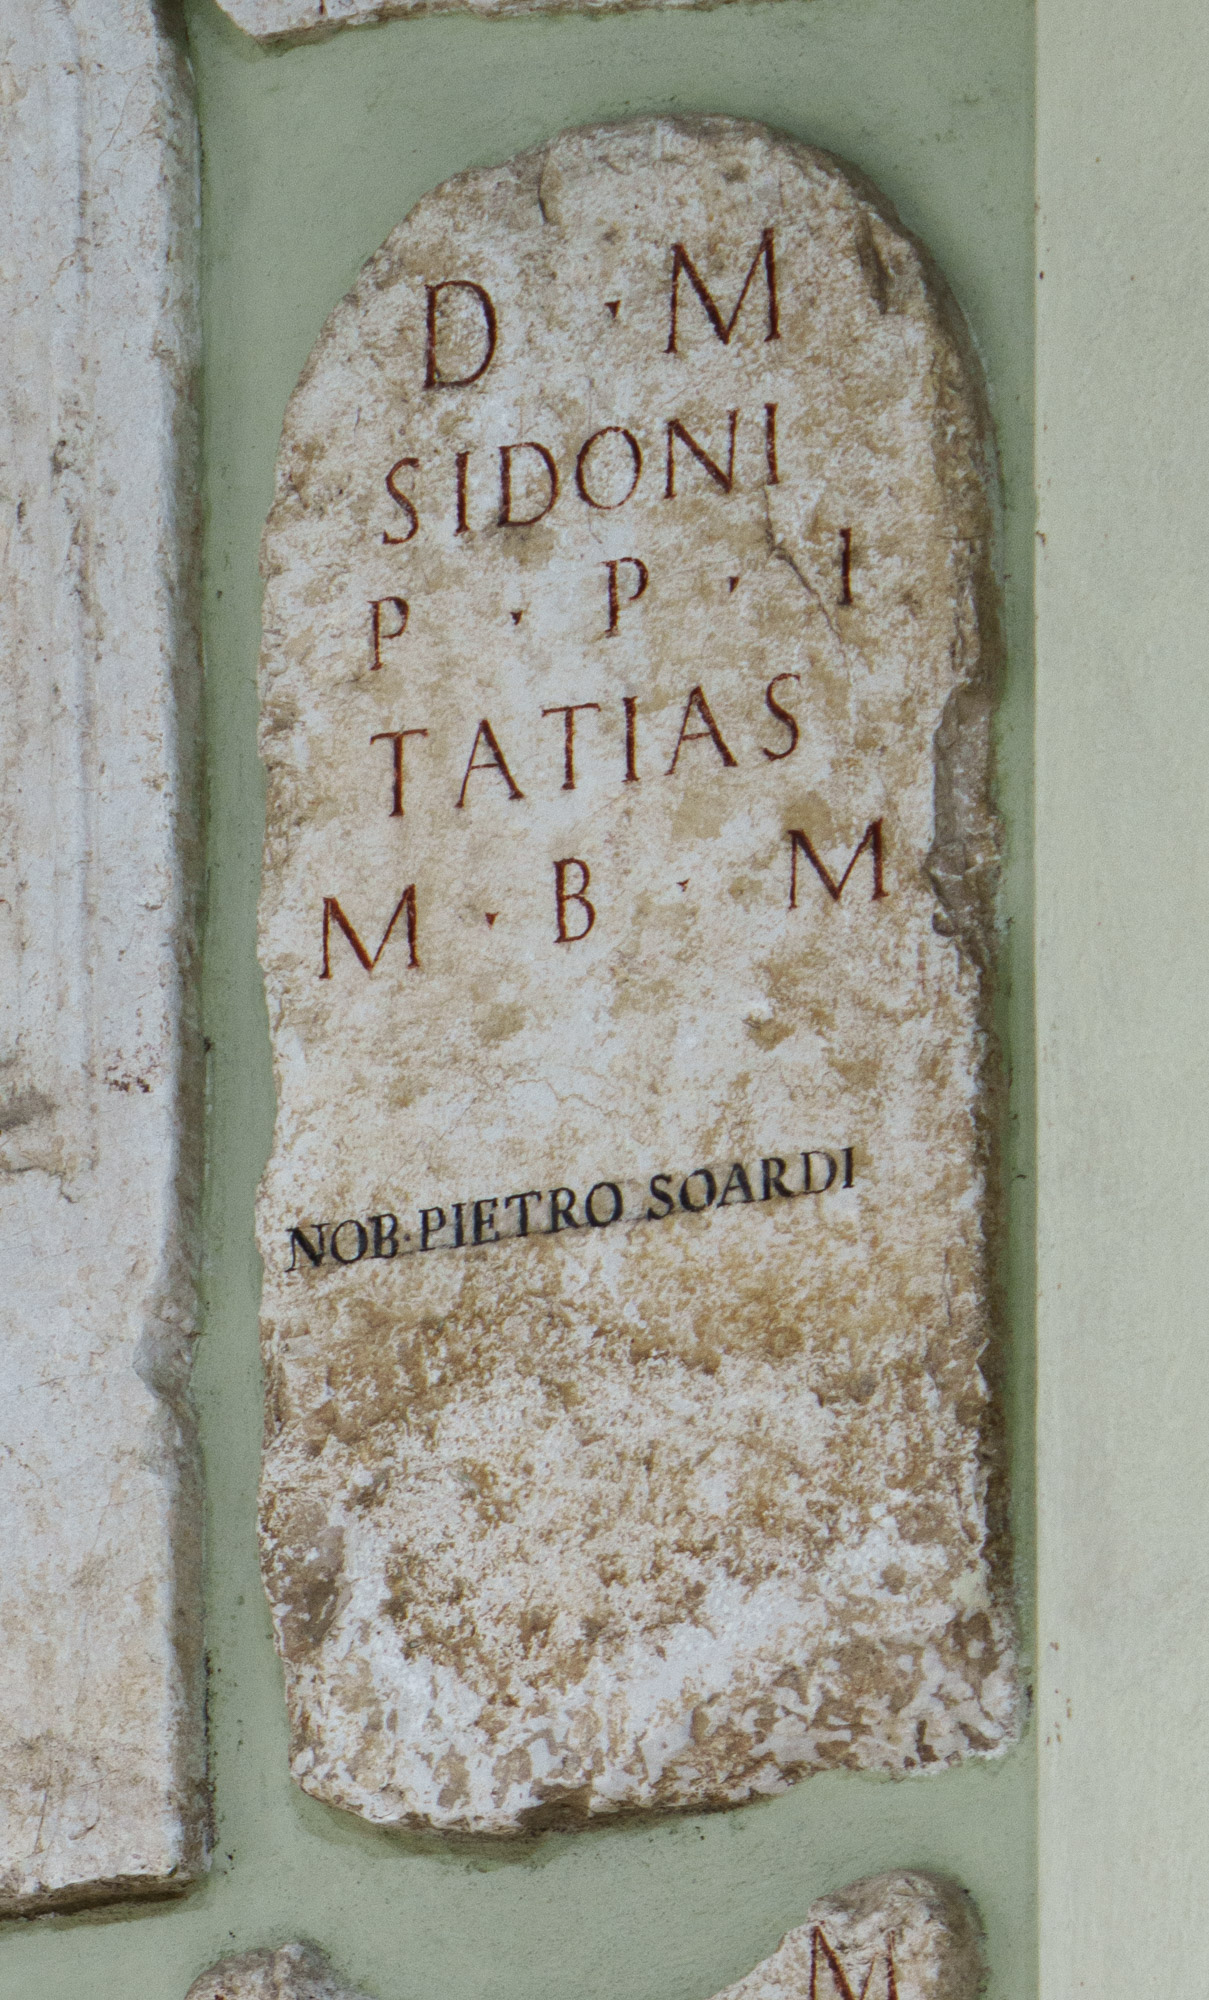 D · M
SIDONI
P · P · I
TATIAS
M · B · M
NOB·PIETRO SOARDI
M